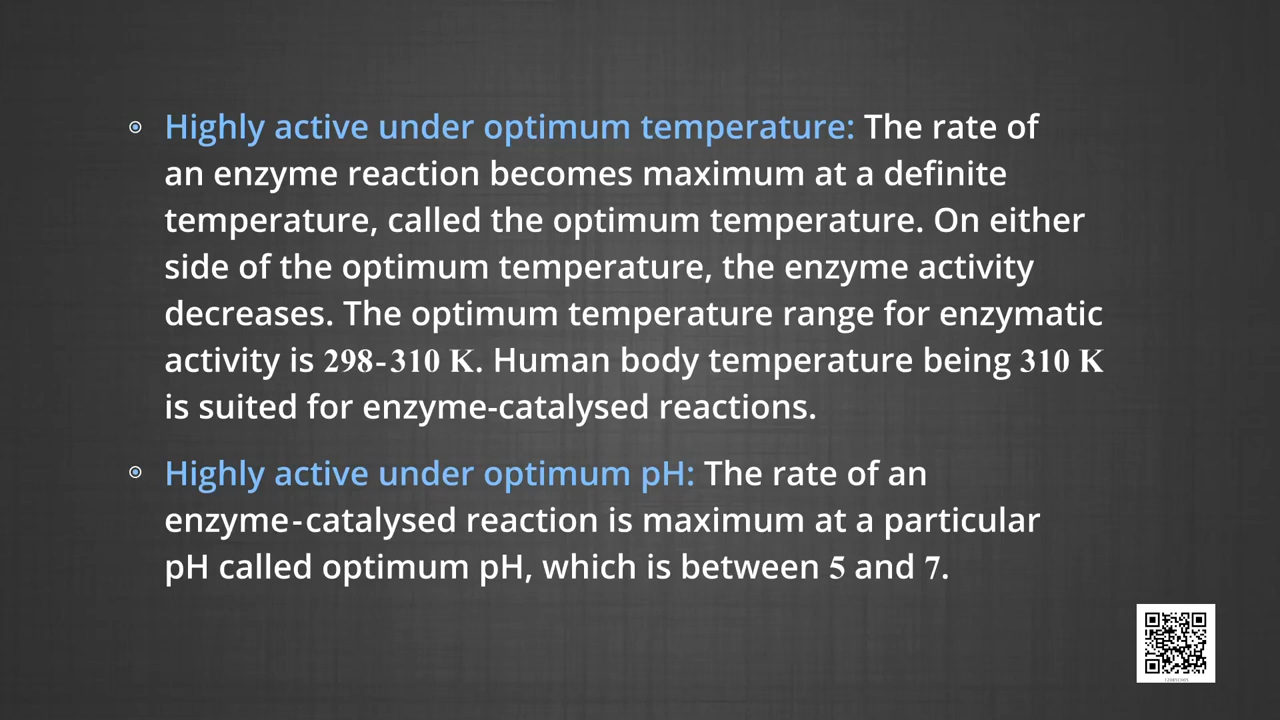 Highly active under optimum temperature: The rate of
an enzyme reaction becomes maximum at a definite
temperature, called the optimum temperature. On either
side of the optimum temperature, the enzyme activity
decreases. The optimum temperature range for enzymatic
activity is 298-310 K. Human body temperature being 310 K
is suited for enzyme-catalysed reactions.
Highly active under optimum pH: The rate of an
enzyme-catalysed reaction is maximum at a particular
pH called optimum pH, which is between 5 and 7.